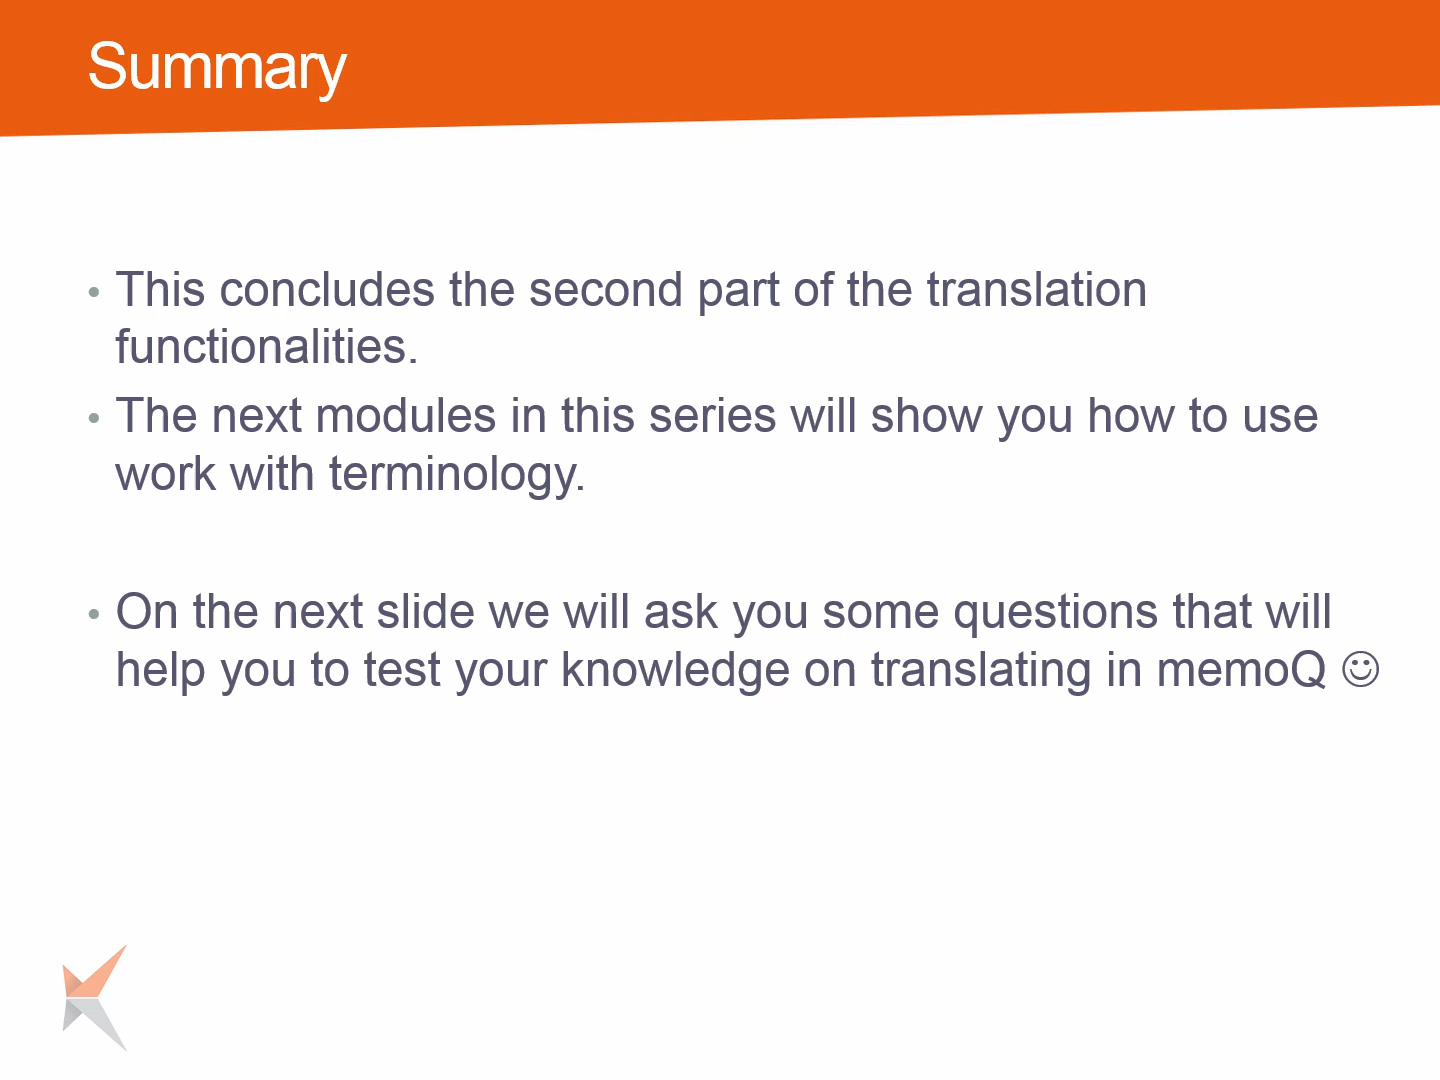 Summary
• This concludes the second part of the translation
functionalities.
• The next modules in this series will show you how to use
work with terminology.
• On the next slide we will ask you some questions that will
help you to test your knowledge on translating in memoQ ☺